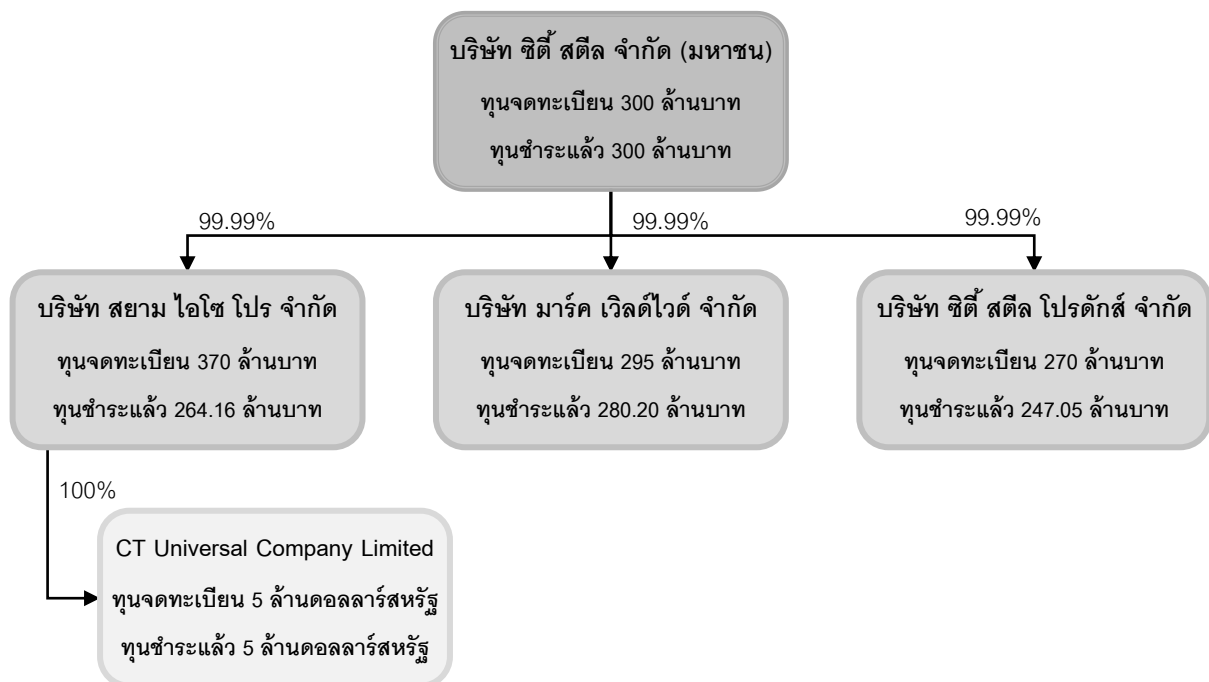 บริษัท ซิตี้ สตีล จำกัด (มหาชน)
ทุนจดทะเบียน 300 ล้านบาท
ทุนชำระแล้ว 300 ล้านบาท
99.99%
99.99%
99.99%
บริษัท สยาม ไอโซ โปร จำกัด
ทุนจดทะเบียน 370 ล้านบาท
ทุนชำระแล้ว 264.16 ล้านบาท
บริษัท มาร์ค เวิลด์ไวด์ จำกัด
ทุนจดทะเบียน 295 ล้านบาท
ทุนชำระแล้ว 280.20 ล้านบาท
บริษัท ซิตี้ สตีล โปรดักส์ จำกัด
ทุนจดทะเบียน 270 ล้านบาท
ทุนชำระแล้ว 247.05 ล้านบาท
100%
CT Universal Company Limited
ทุนจดทะเบียน 5 ล้านดอลลาร์สหรัฐ
ทุนชำระแล้ว 5 ล้านดอลลาร์สหรัฐ